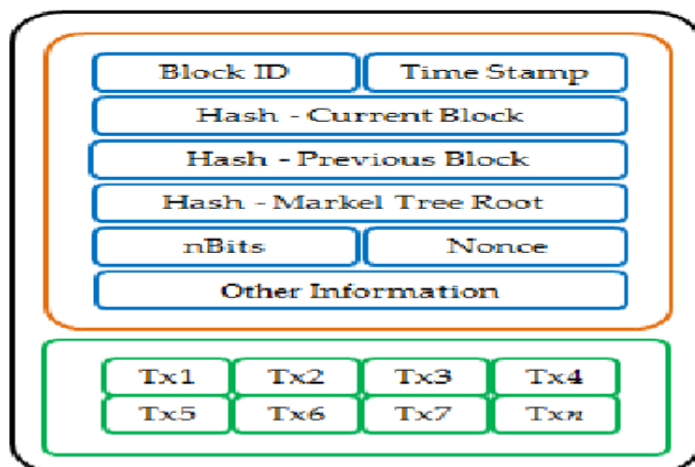 Block ID Time Stamp
Hash - Current Block
Hash - Previous Block
Hash - Markel Tree Root
nBits Nonce
Other Information
Tx1 Tx2 Tx3 Tx4
Tx5 Tx6 Tx7 Txn